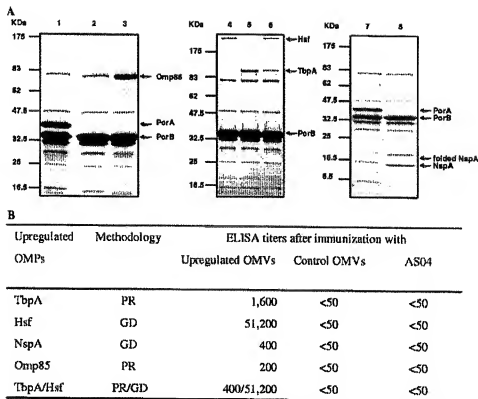 A
KDa 1 2 3
175
83
62
47.5
32.5
25
16.5
Omp85
PorA
PorB
KDa 4 5 6
175
83
62
47.5
32.5
25
16.5
Hsf
TbpA
PorB
KDa 7 8
175
83
62
47.5
32.5
25
16.5
6.5
PorA
PorB
folded NspA
NspA
B
Upregulated Methodology ELISA titers after immunization with
OMPs Upregulated OMVs Control OMVs AS04
TbpA PR 1,600 <50 <50
Hsf GD 51,200 <50 <50
NspA GD 400 <50 <50
Omp85 PR 200 <50 <50
TbpA/Hsf PR/GD 400/51,200 <50 <50